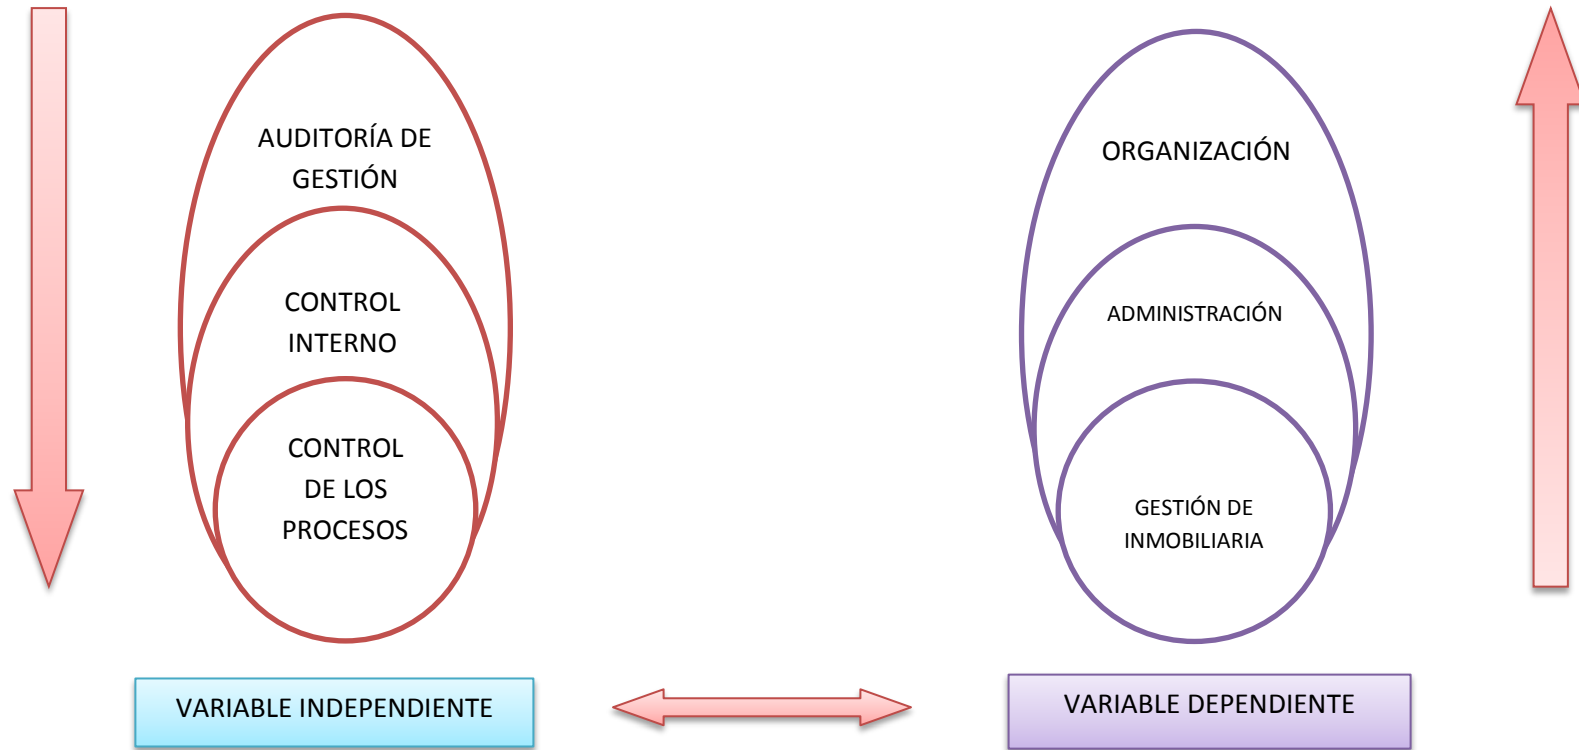 AUDITORÍA DE
GESTIÓN
CONTROL
INTERNO
CONTROL
DE LOS
PROCESOS
VARIABLE INDEPENDIENTE
ORGANIZACIÓN
ADMINISTRACIÓN
GESTIÓN DE
INMOBILIARIA
VARIABLE DEPENDIENTE